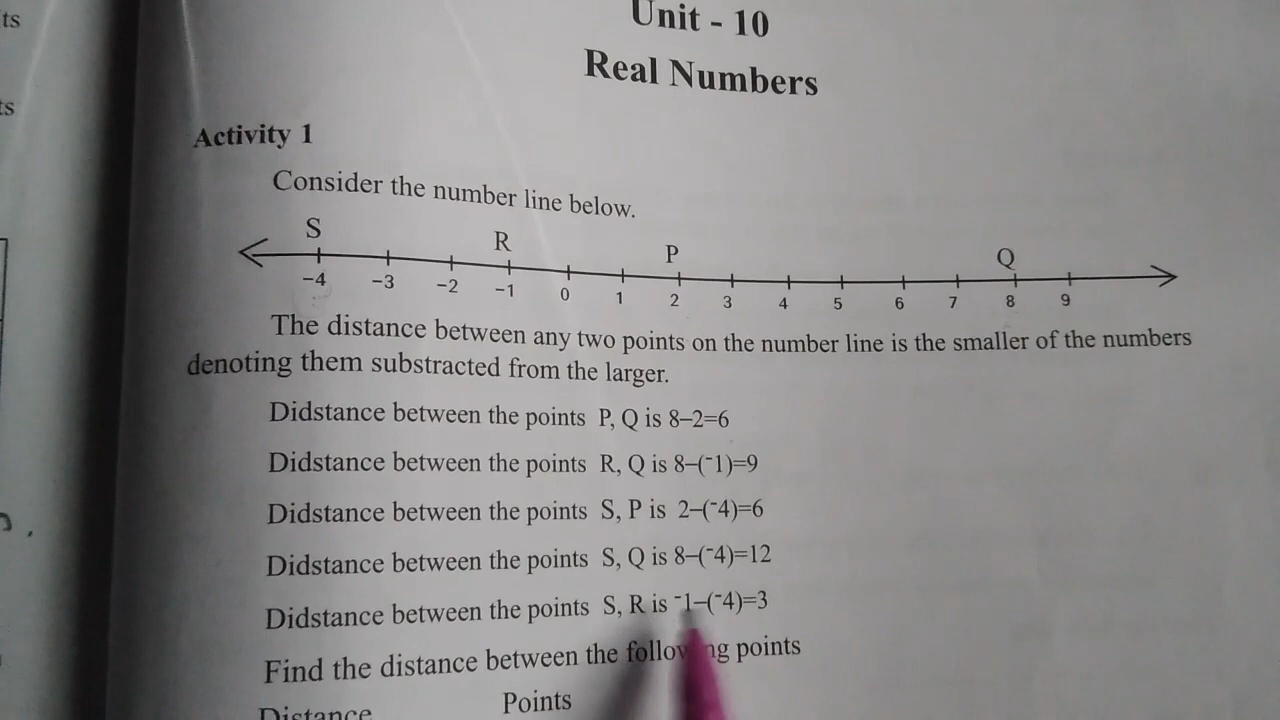 ts
ts
Unit - 10
Real Numbers
Activity 1
Consider the number line below.
S R P Q
−4 −3 −2 −1 0 1 2 3 4 5 6 7 8 9
The distance between any two points on the number line is the smaller of the numbers
denoting them substracted from the larger.
Didstance between the points P, Q is 8–2=6
Didstance between the points R, Q is 8–(⁻1)=9
Didstance between the points S, P is 2–(⁻4)=6
Didstance between the points S, Q is 8–(⁻4)=12
Didstance between the points S, R is ⁻1–(⁻4)=3
Find the distance between the following points
Distance Points